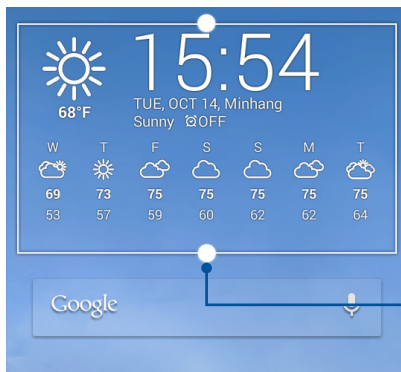 15:54
68°F
TUE, OCT 14, Minhang
Sunny OFF
W T F S S M T
69 73 75 75 75 75 75
53 57 59 60 62 62 64
Google